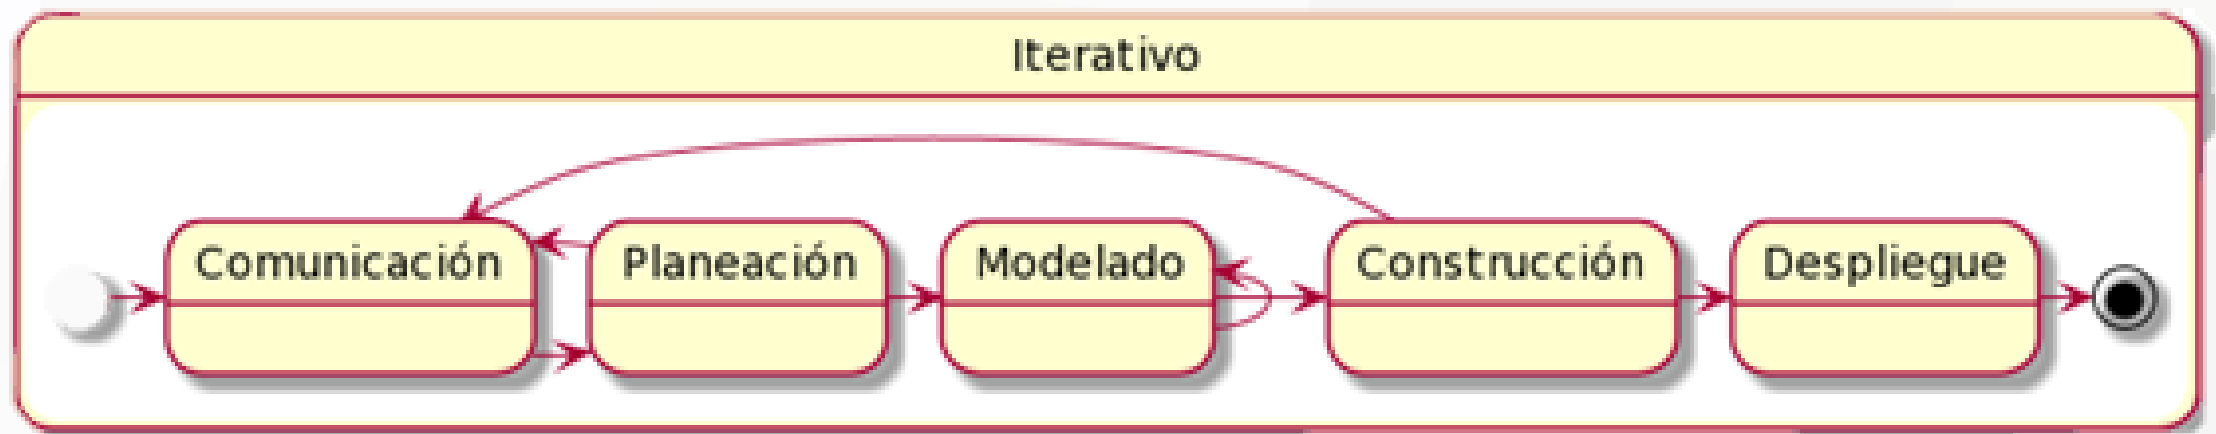 Iterativo
Comunicación
Planeación
Modelado
Construcción
Despliegue